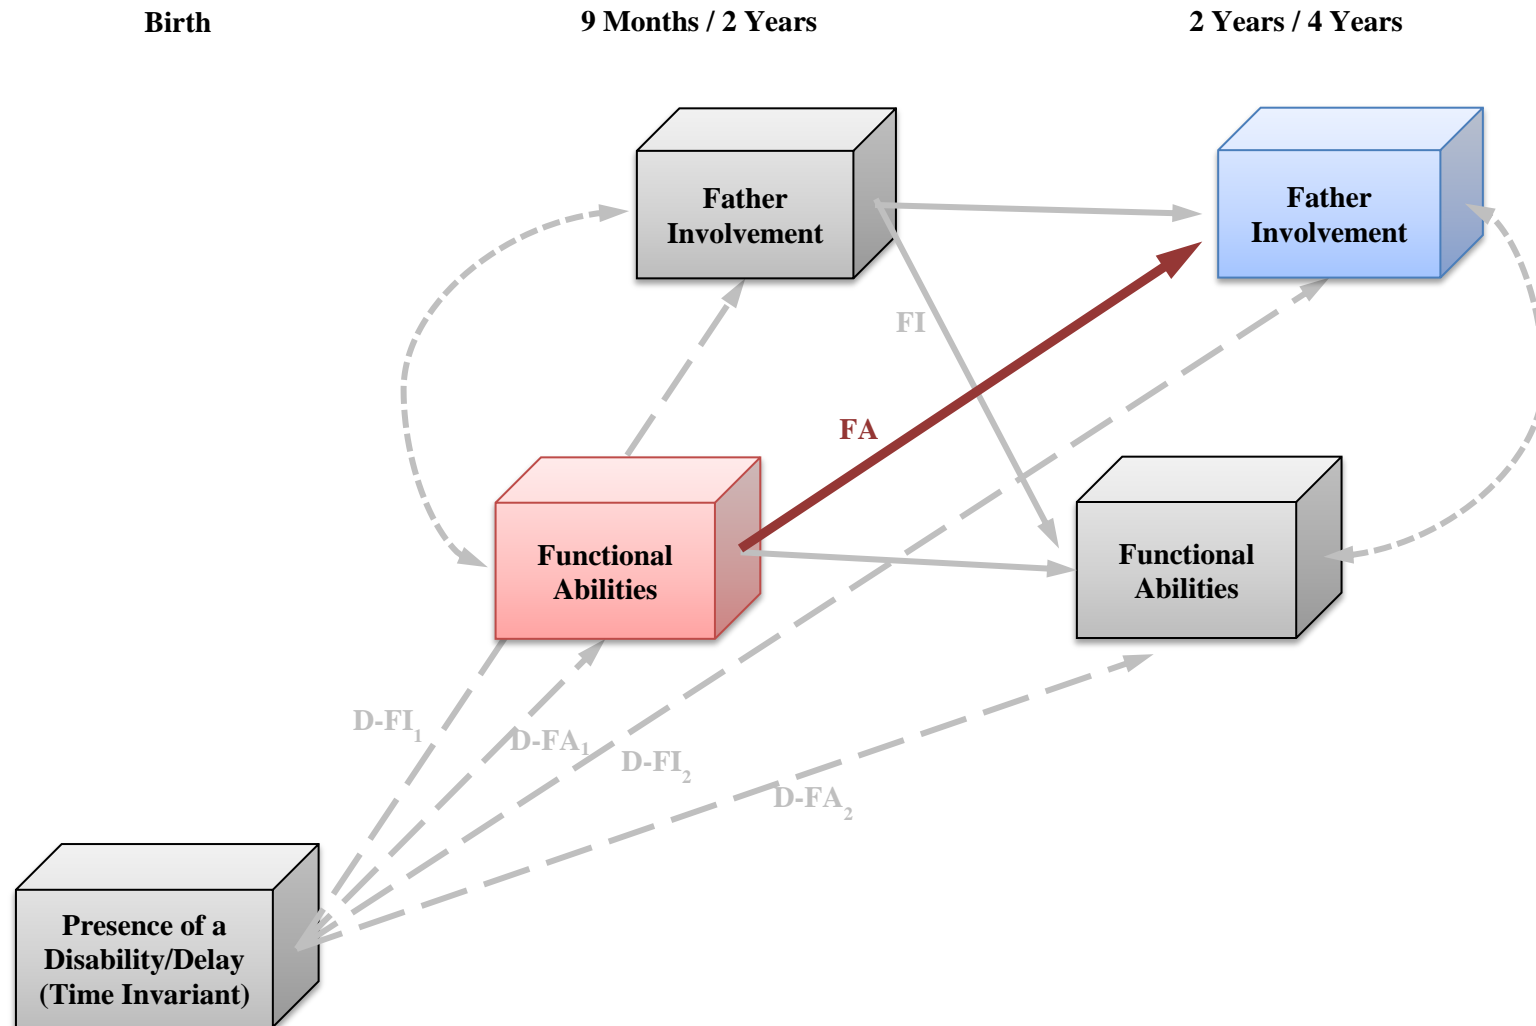 Birth
9 Months / 2 Years
2 Years / 4 Years
Father
Involvement
Father
Involvement
FI
FA
Functional
Abilities
Functional
Abilities
D-FI₁
D-FA₁
D-FI₂
D-FA₂
Presence of a
Disability/Delay
(Time Invariant)